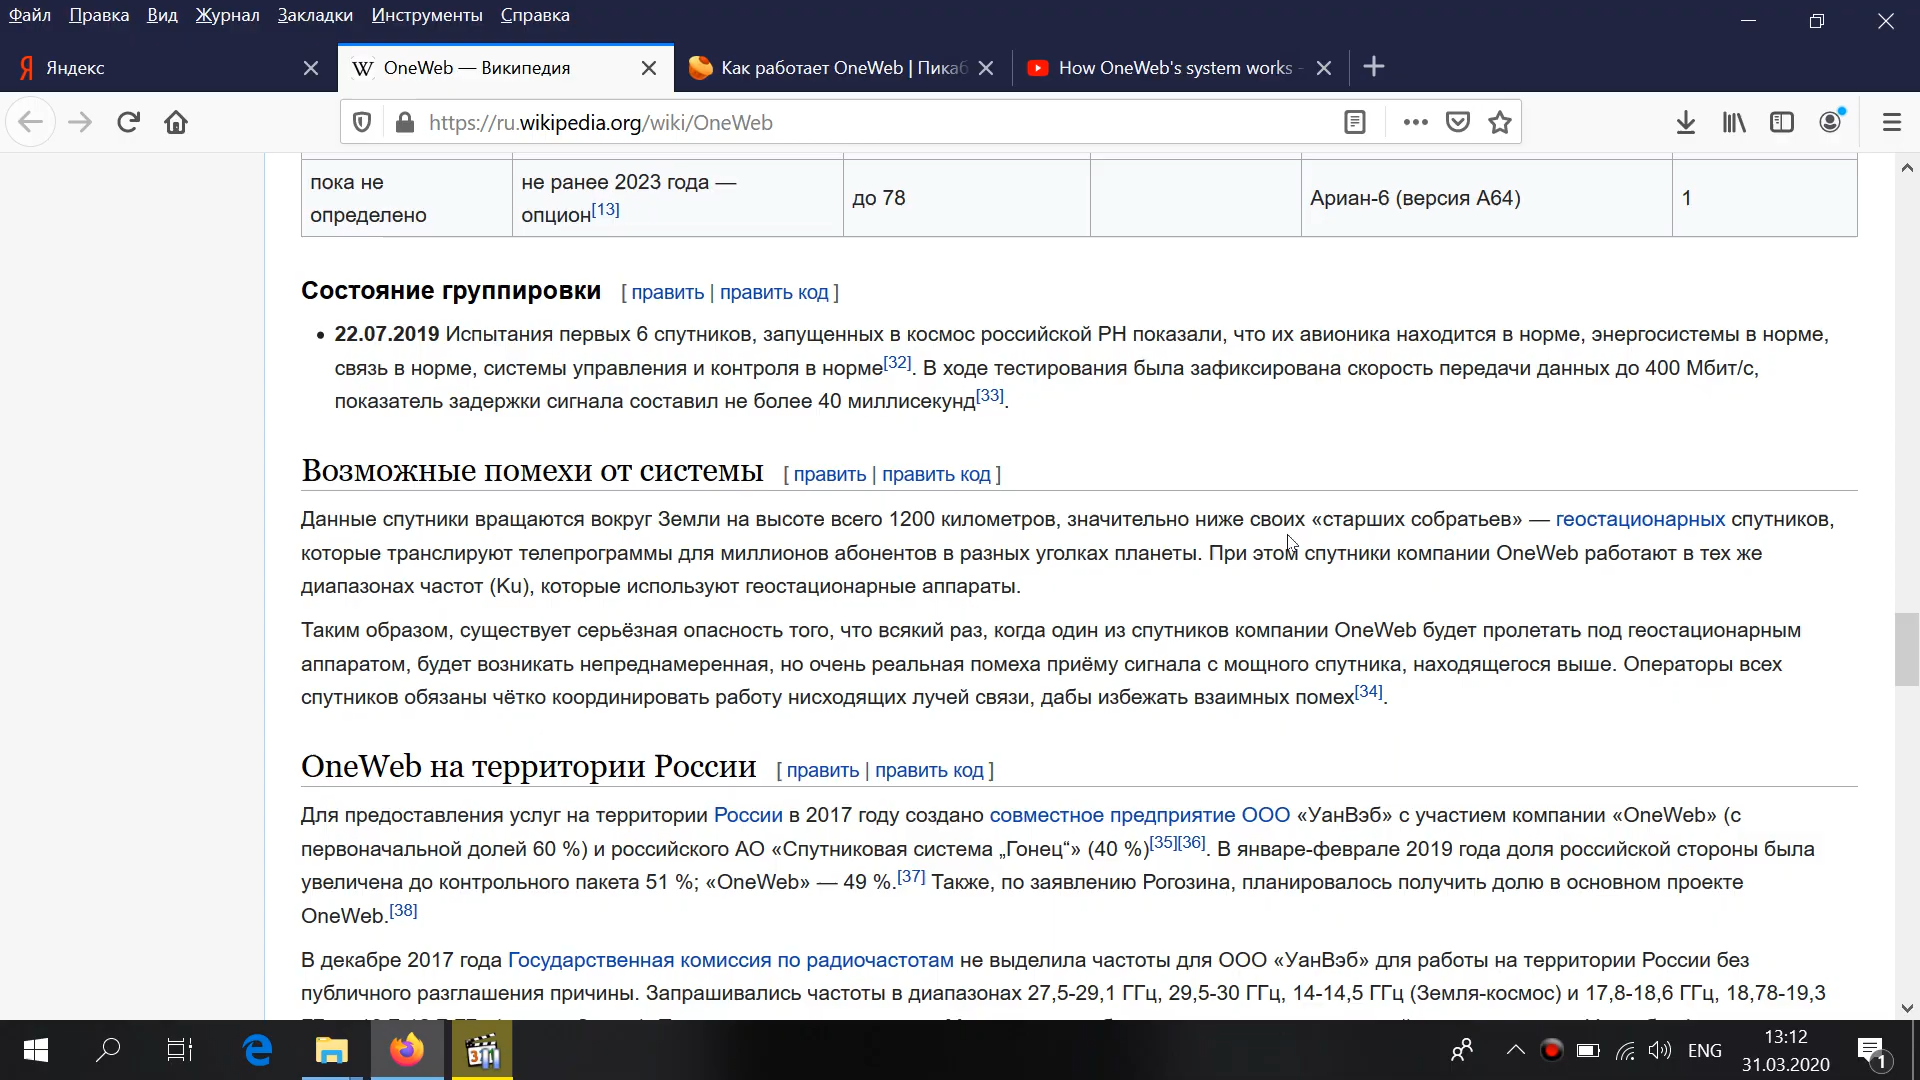 Файл Правка Вид Журнал Закладки Инструменты Справка
Яндекс
OneWeb — Википедия
Как работает OneWeb | Пикаб
How OneWeb's system works -
https://ru.wikipedia.org/wiki/OneWeb
пока не
определено
не ранее 2023 года —
опцион[13]
до 78
Ариан-6 (версия A64)
1
Состояние группировки [ править | править код ]
• 22.07.2019 Испытания первых 6 спутников, запущенных в космос российской РН показали, что их авионика находится в норме, энергосистемы в норме,
связь в норме, системы управления и контроля в норме[32]. В ходе тестирования была зафиксирована скорость передачи данных до 400 Мбит/с,
показатель задержки сигнала составил не более 40 миллисекунд[33].
Возможные помехи от системы [ править | править код ]
Данные спутники вращаются вокруг Земли на высоте всего 1200 километров, значительно ниже своих «старших собратьев» — геостационарных спутников,
которые транслируют телепрограммы для миллионов абонентов в разных уголках планеты. При этом спутники компании OneWeb работают в тех же
диапазонах частот (Ku), которые используют геостационарные аппараты.
Таким образом, существует серьёзная опасность того, что всякий раз, когда один из спутников компании OneWeb будет пролетать под геостационарным
аппаратом, будет возникать непреднамеренная, но очень реальная помеха приёму сигнала с мощного спутника, находящегося выше. Операторы всех
спутников обязаны чётко координировать работу нисходящих лучей связи, дабы избежать взаимных помех[34].
OneWeb на территории России [ править | править код ]
Для предоставления услуг на территории России в 2017 году создано совместное предприятие ООО «УанВэб» с участием компании «OneWeb» (с
первоначальной долей 60 %) и российского АО «Спутниковая система „Гонец“» (40 %)[35][36]. В январе-феврале 2019 года доля российской стороны была
увеличена до контрольного пакета 51 %; «OneWeb» — 49 %.[37] Также, по заявлению Рогозина, планировалось получить долю в основном проекте
OneWeb.[38]
В декабре 2017 года Государственная комиссия по радиочастотам не выделила частоты для ООО «УанВэб» для работы на территории России без
публичного разглашения причины. Запрашивались частоты в диапазонах 27,5-29,1 ГГц, 29,5-30 ГГц, 14-14,5 ГГц (Земля-космос) и 17,8-18,6 ГГц, 18,78-19,3
ENG
13:12
31.03.2020
1